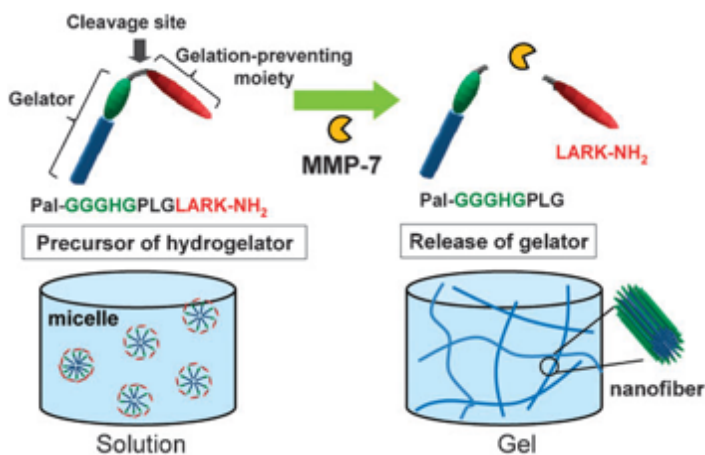 Cleavage site
Gelation-preventing
moiety
Gelator
MMP-7
LARK-NH₂
Pal-GGGHGPLGLARK-NH₂
Pal-GGGHGPLG
Precursor of hydrogelator
Release of gelator
micelle
nanofiber
Solution
Gel